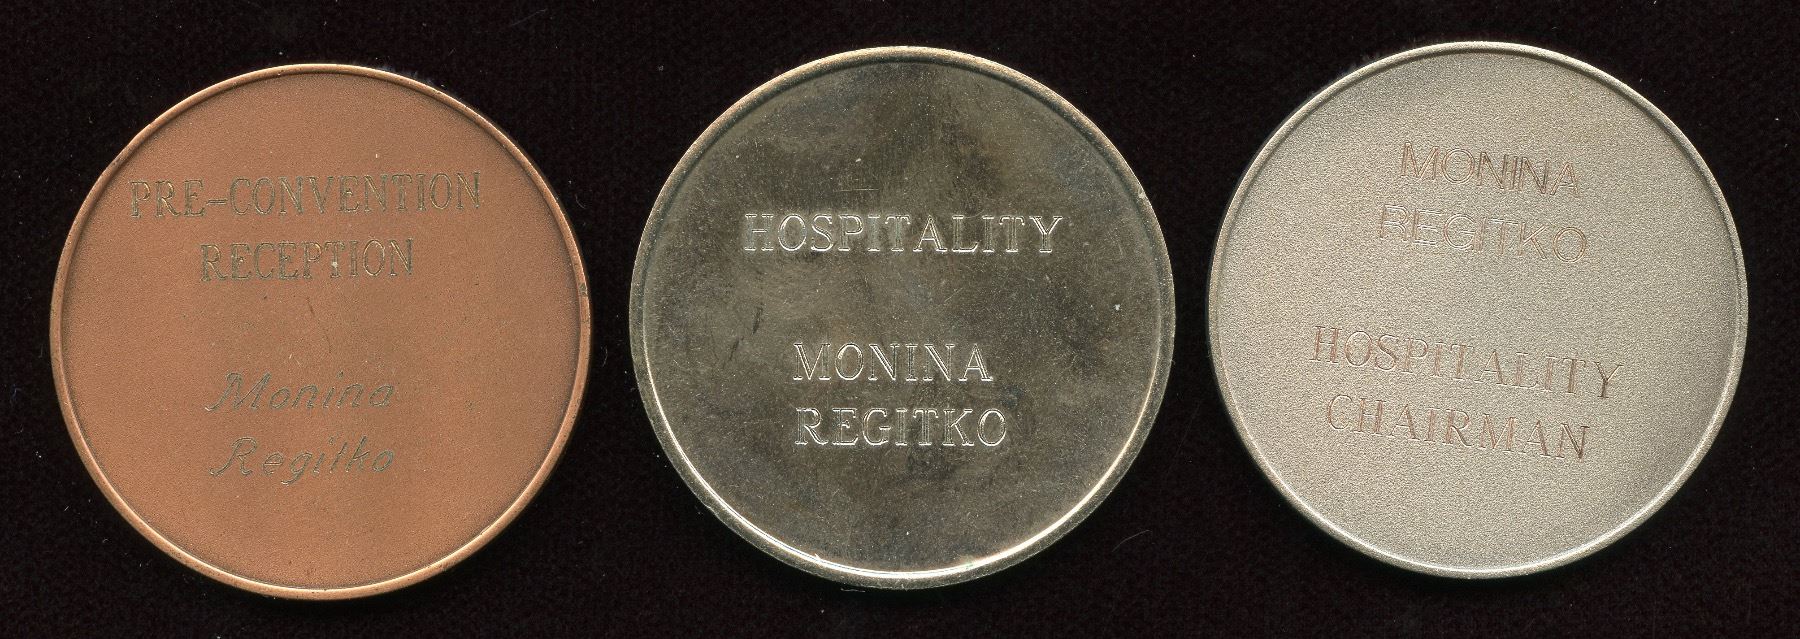 PRE-CONVENTION
RECEPTION
Monina
Regitko
HOSPITALITY
MONINA
REGITKO
MONINA
REGITKO
HOSPITALITY
CHAIRMAN